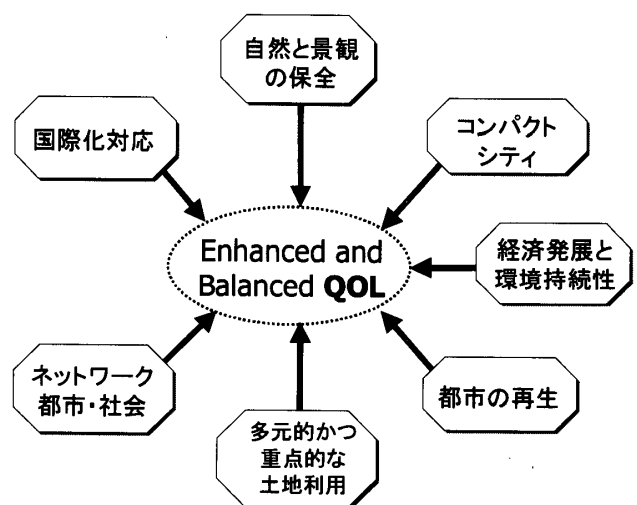 自然と景観
の保全
国際化対応
コンパクト
シティ
Enhanced and
Balanced QOL
経済発展と
環境持続性
ネットワーク
都市・社会
都市の再生
多元的かつ
重点的な
土地利用